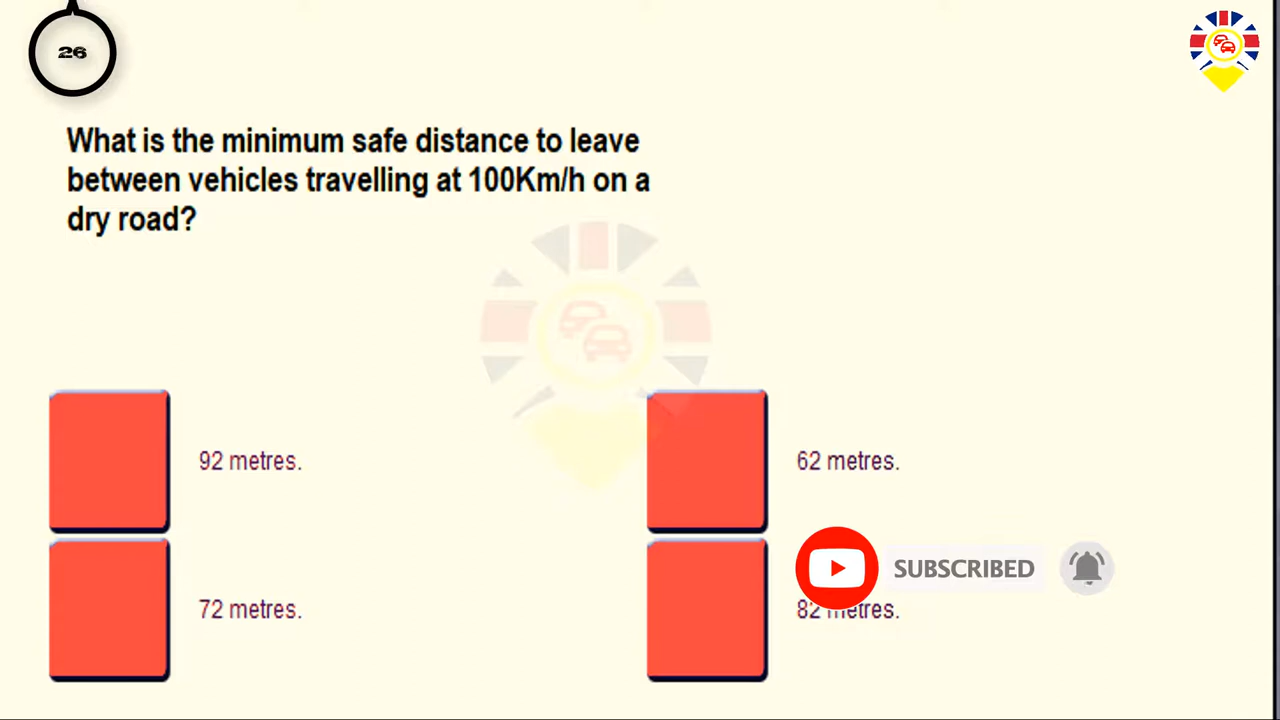 26
What is the minimum safe distance to leave
between vehicles travelling at 100Km/h on a
dry road?
92 metres.
62 metres.
SUBSCRIBED
72 metres.
82 metres.